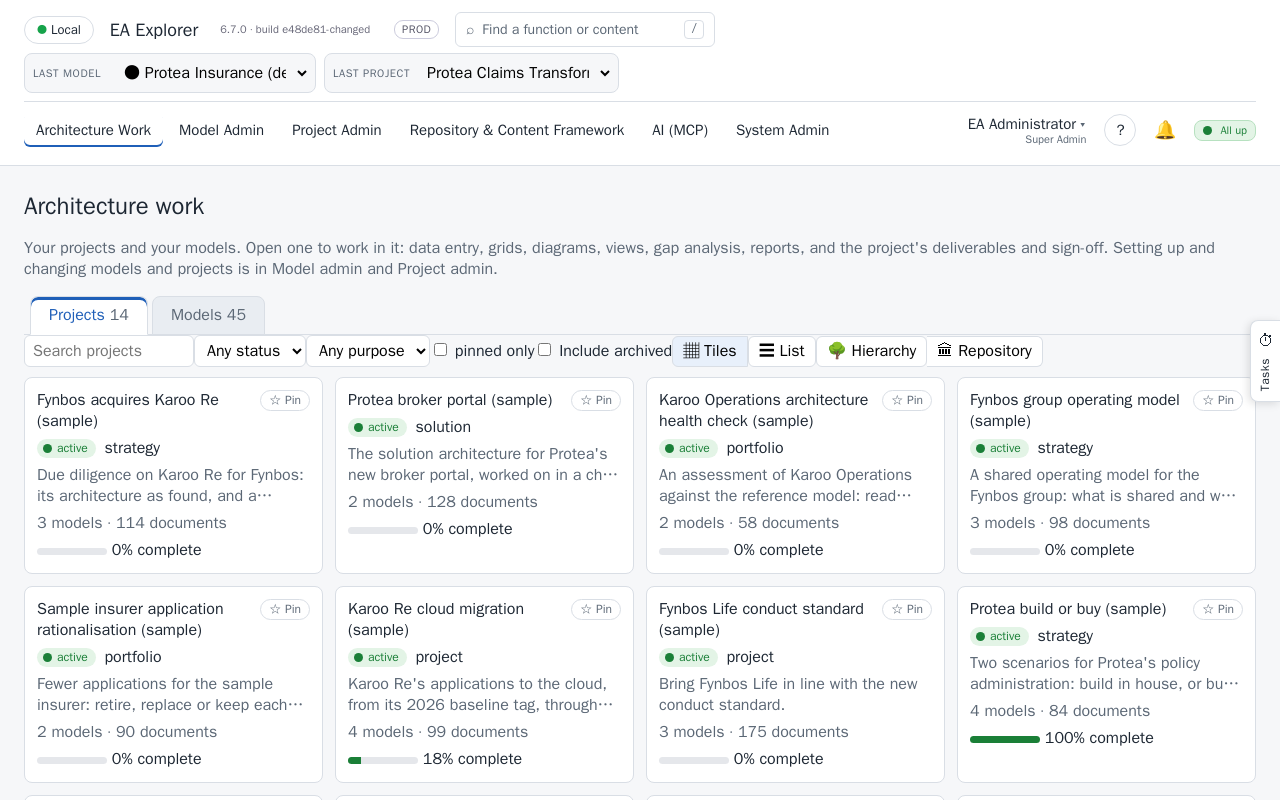 Local EA Explorer 6.7.0 · build e48de81-changed PROD Find a function or content /
LAST MODEL Protea Insurance (de LAST PROJECT Protea Claims Transfor
Architecture Work Model Admin Project Admin Repository & Content Framework AI (MCP) System Admin EA Administrator ? All up
Super Admin
Architecture work
Your projects and your models. Open one to work in it: data entry, grids, diagrams, views, gap analysis, reports, and the project's deliverables and sign-off. Setting up and
changing models and projects is in Model admin and Project admin.
Projects 14 Models 45
Search projects Any status Any purpose pinned only Include archived Tiles List Hierarchy Repository
Tasks
Fynbos acquires Karoo Re
(sample)
☆ Pin
active strategy
Due diligence on Karoo Re for Fynbos:
its architecture as found, and a···
3 models · 114 documents
0% complete
Protea broker portal (sample)
☆ Pin
active solution
The solution architecture for Protea's
new broker portal, worked on in a ch···
2 models · 128 documents
0% complete
Karoo Operations architecture
health check (sample)
☆ Pin
active portfolio
An assessment of Karoo Operations
against the reference model: read···
2 models · 58 documents
0% complete
Fynbos group operating model
(sample)
☆ Pin
active strategy
A shared operating model for the
Fynbos group: what is shared and w···
3 models · 98 documents
0% complete
Sample insurer application
rationalisation (sample)
☆ Pin
active portfolio
Fewer applications for the sample
insurer: retire, replace or keep each···
2 models · 90 documents
0% complete
Karoo Re cloud migration
(sample)
☆ Pin
active project
Karoo Re's applications to the cloud,
from its 2026 baseline tag, through···
4 models · 99 documents
18% complete
Fynbos Life conduct standard
(sample)
☆ Pin
active project
Bring Fynbos Life in line with the new
conduct standard.
3 models · 175 documents
0% complete
Protea build or buy (sample)
☆ Pin
active strategy
Two scenarios for Protea's policy
administration: build in house, or bu···
4 models · 84 documents
100% complete